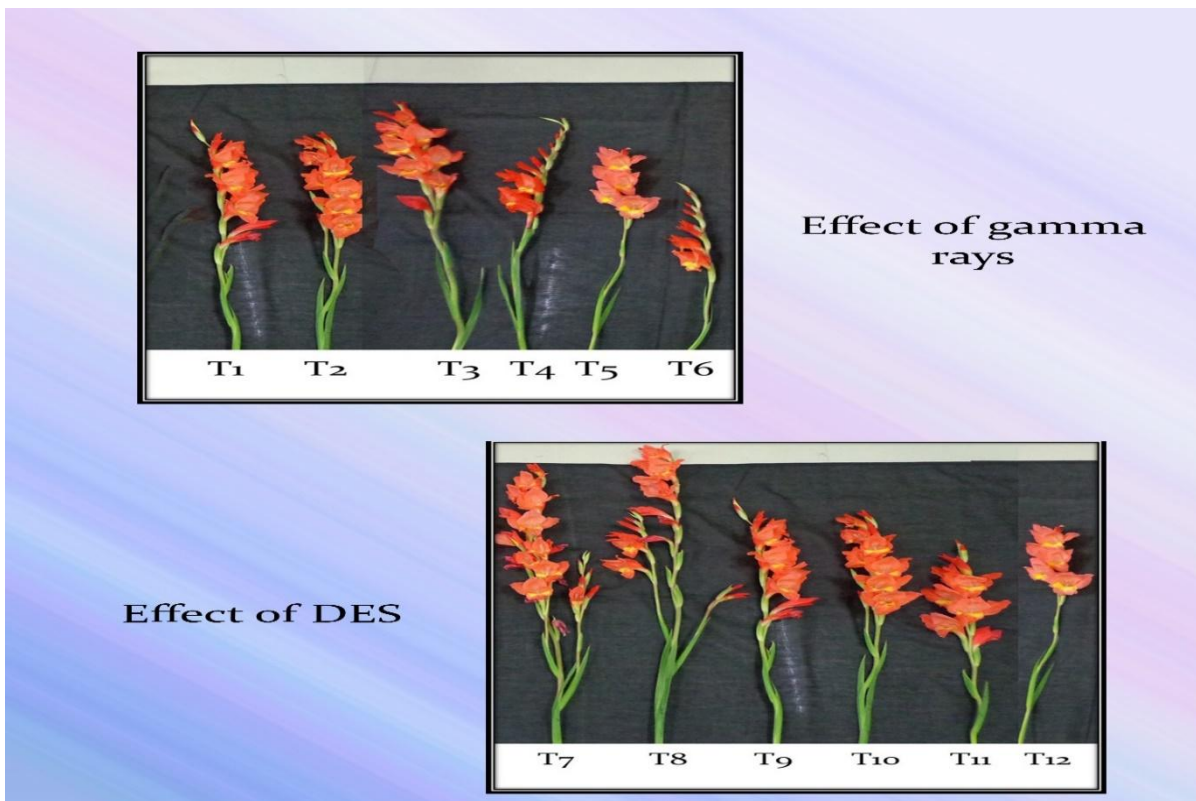 Effect of gamma
rays
T1 T2 T3 T4 T5 T6
Effect of DES
T7 T8 T9 T10 T11 T12